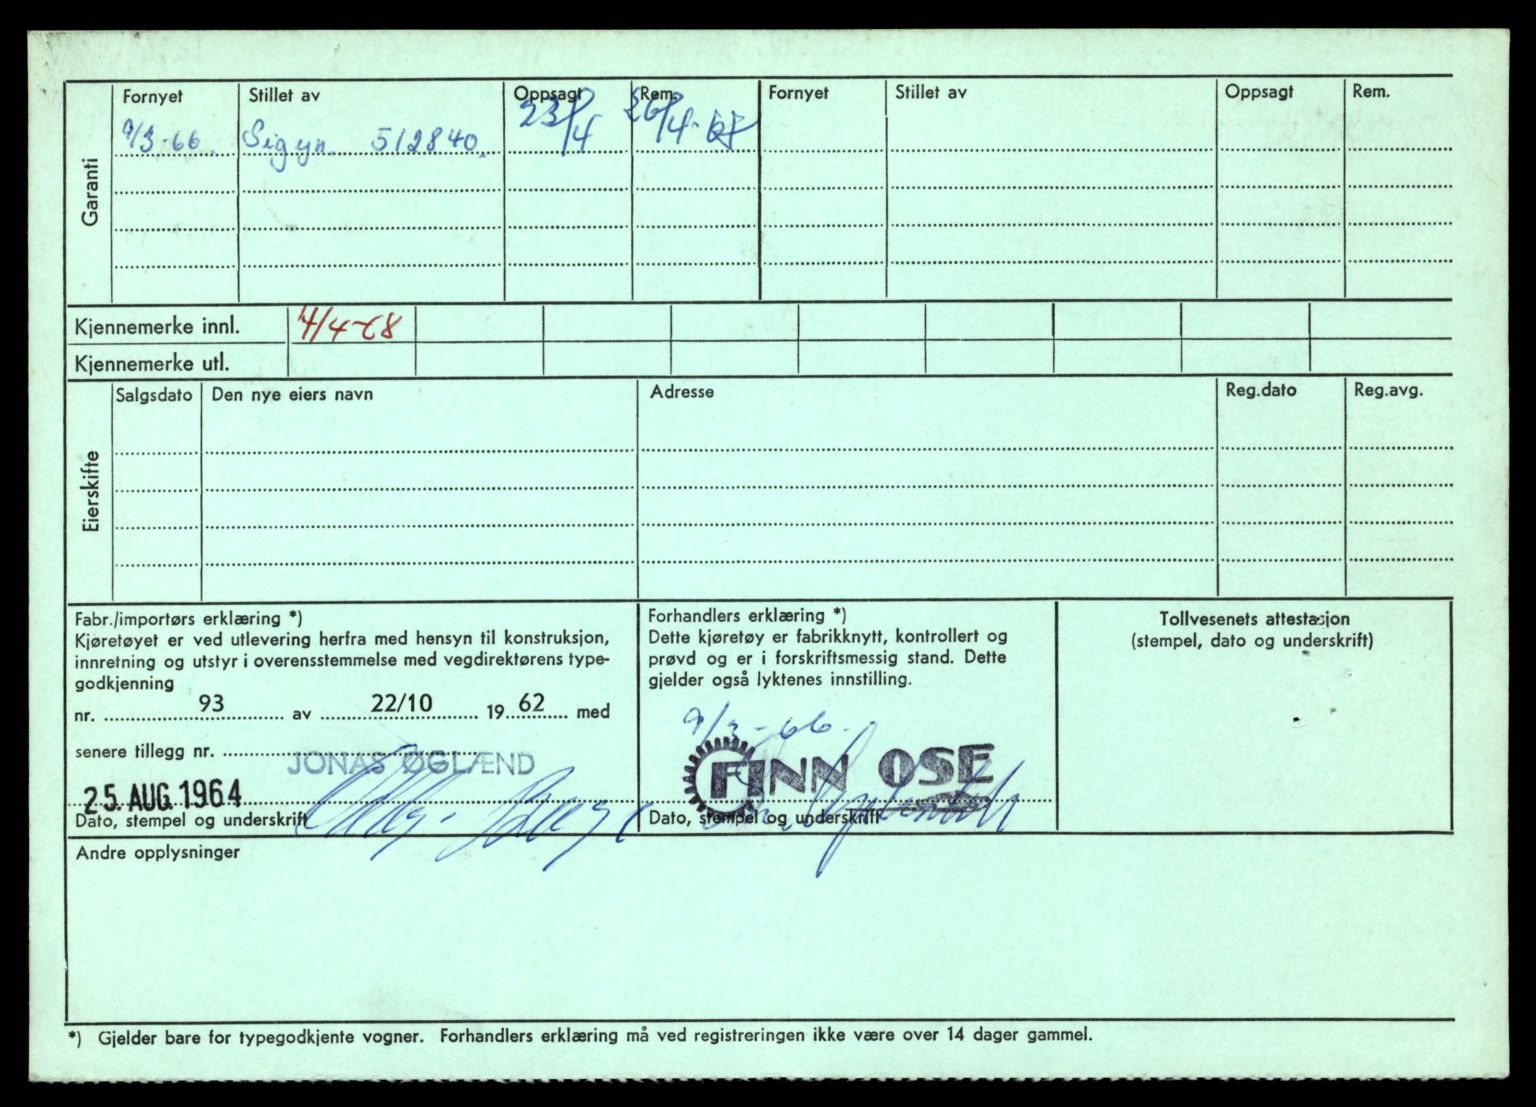 Garanti
Fornyet Stillet av Oppsagt Rem. Fornyet Stillet av Oppsagt Rem.
9/3-66. Sigyn 512840. 23/4 26/4-67
Kjennemerke innl. 4/4-68
Kjennemerke utl.
Eierskifte
Salgsdato Den nye eiers navn Adresse Reg.dato Reg.avg.
Fabr./importørs erklæring *)
Kjøretøyet er ved utlevering herfra med hensyn til konstruksjon,
innretning og utstyr i overensstemmelse med vegdirektørens type-
godkjenning
nr. 93 av 22/10 1962 med
senere tillegg nr.
JONAS ØGLÆND
25. AUG. 1964
Dato, stempel og underskrift
Forhandlers erklæring *)
Dette kjøretøy er fabrikknytt, kontrollert og
prøvd og er i forskriftsmessig stand. Dette
gjelder også lyktenes innstilling.
9/3-66.
FINN OSE
Dato, stempel og underskrift
Tollvesenets attestasjon
(stempel, dato og underskrift)
Andre opplysninger
*) Gjelder bare for typegodkjente vogner. Forhandlers erklæring må ved registreringen ikke være over 14 dager gammel.